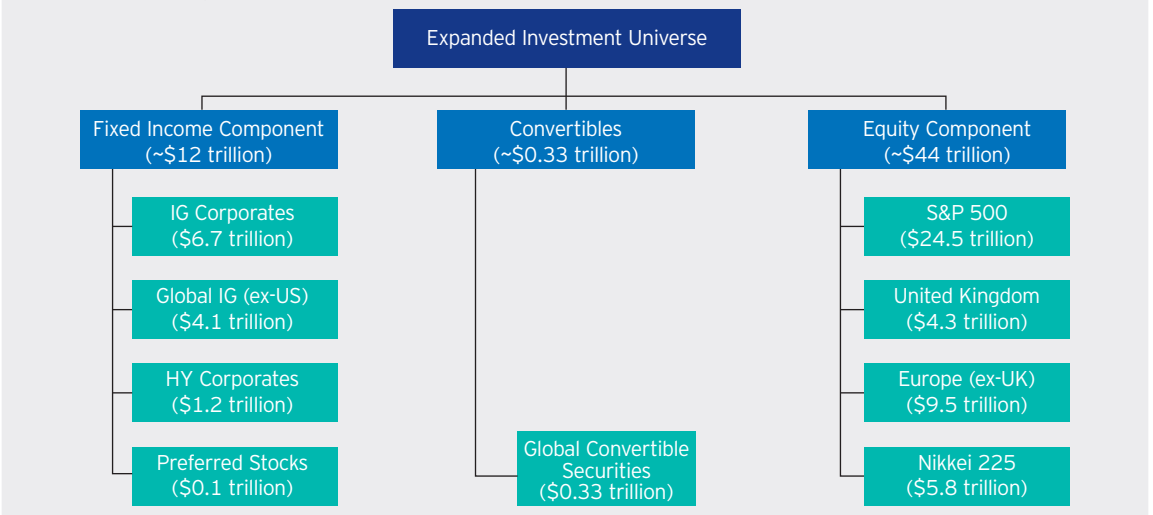 Expanded Investment Universe
Fixed Income Component
(~$12 trillion)
IG Corporates
($6.7 trillion)
Global IG (ex-US)
($4.1 trillion)
HY Corporates
($1.2 trillion)
Preferred Stocks
($0.1 trillion)
Convertibles
(~$0.33 trillion)
Global Convertible
Securities
($0.33 trillion)
Equity Component
(~$44 trillion)
S&P 500
($24.5 trillion)
United Kingdom
($4.3 trillion)
Europe (ex-UK)
($9.5 trillion)
Nikkei 225
($5.8 trillion)